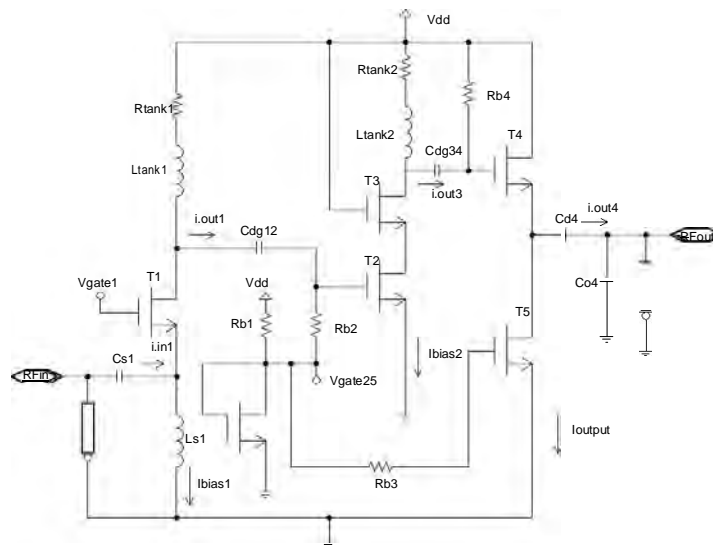 Vdd
Rtank2
Rtank1
Rb4
Ltank2
T4
Cdg34
Ltank1
T3
i.out3
i.out1
Cd4
i.out4
Cdg12
RFout
T2
T1
Vgate1
Vdd
Co4
Rb1
Rb2
T5
i.in1
Ibias2
Cs1
RFin
Vgate25
Ls1
Ioutput
Ibias1
Rb3